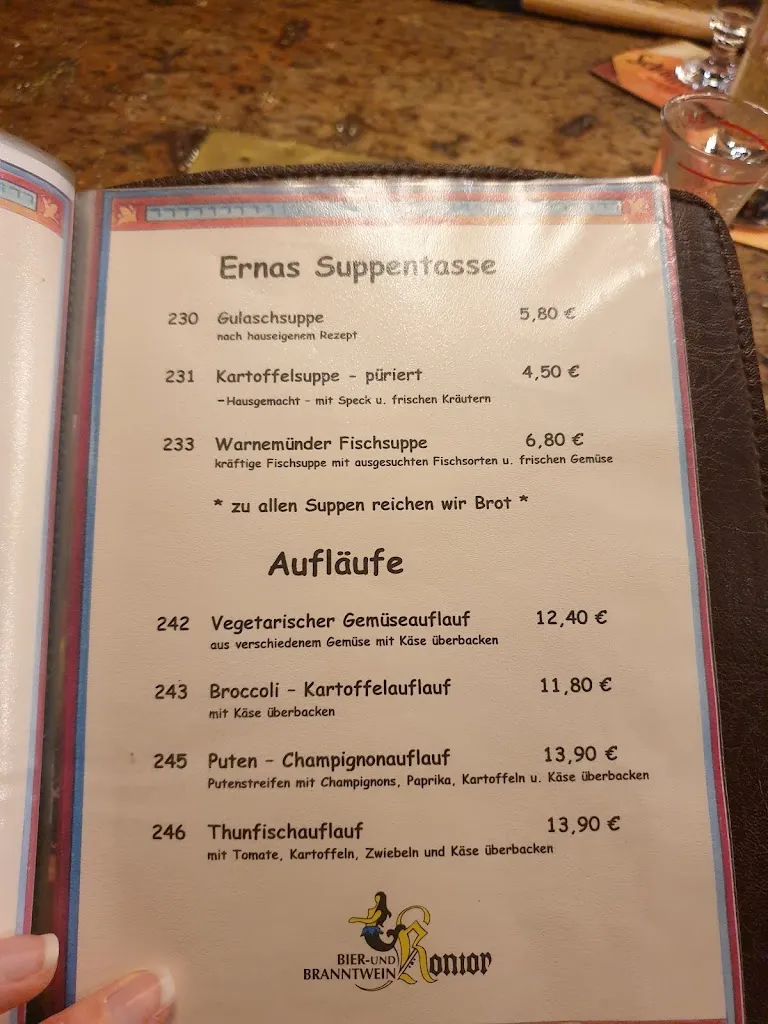 Ernas Suppentasse
230 Gulaschsuppe 5,80 €
nach hauseigenem Rezept
231 Kartoffelsuppe - püriert 4,50 €
-Hausgemacht - mit Speck u. frischen Kräutern
233 Warnemünder Fischsuppe 6,80 €
kräftige Fischsuppe mit ausgesuchten Fischsorten u. frischen Gemüse
* zu allen Suppen reichen wir Brot *
Aufläufe
242 Vegetarischer Gemüseauflauf 12,40 €
aus verschiedenem Gemüse mit Käse überbacken
243 Broccoli - Kartoffelauflauf 11,80 €
mit Käse überbacken
245 Puten - Champignonauflauf 13,90 €
Putenstreifen mit Champignons, Paprika, Kartoffeln u. Käse überbacken
246 Thunfischauflauf 13,90 €
mit Tomate, Kartoffeln, Zwiebeln und Käse überbacken
BIER-UND
BRANNTWEIN Kontor